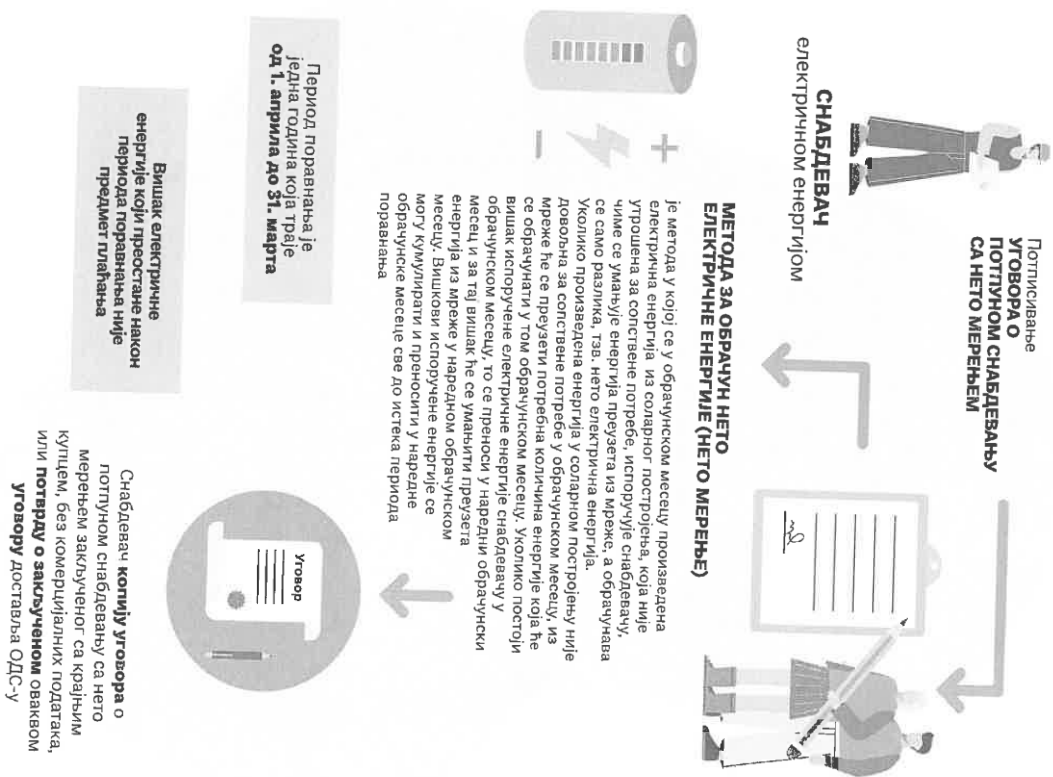 Потписивање
УГОВОРА О
ПОТПУНОМ СНАБДЕВАЊУ
СА НЕТО МЕРЕЊЕМ
СНАБДЕВАЧ
електричном енергијом
МЕТОДА ЗА ОБРАЧУН НЕТО
ЕЛЕКТРИЧНЕ ЕНЕРГИЈЕ (НЕТО МЕРЕЊЕ)
је метода у којој се у обрачунском месецу произведена
електрична енергија из соларног постројења, која није
утрошена за сопствене потребе, испоручује снабдевачу,
чиме се умањује енергија преузета из мреже, а обрачунава
се само разлика, тзв. нето електрична енергија.
Уколико произведена енергија у соларном постројењу није
довољна за сопствене потребе у обрачунском месецу, из
мреже ће се преузети потребна количина енергије која ће
се обрачунати у том обрачунском месецу. Уколико постоји
вишак испоручене електричне енергије снабдевачу у
обрачунском месецу, то се преноси у наредни обрачунски
месец и за тај вишак ће се умањити преузета
енергија из мреже у наредном обрачунском
месецу. Вишкови испоручене енергије се
могу кумулирати и преносити у наредне
обрачунске месеце све до истека периода
поравнања
Период поравнања је
једна година која траје
од 1. априла до 31. марта
Вишак електричне
енергије који преостане након
периода поравнања није
предмет плаћања
Уговор
Снабдевач копију уговора о
потпуном снабдевању са нето
мерењем закљученог са крајњим
купцем, без комерцијалних података,
или потврду о закљученом оваквом
уговору доставља ОДС-у